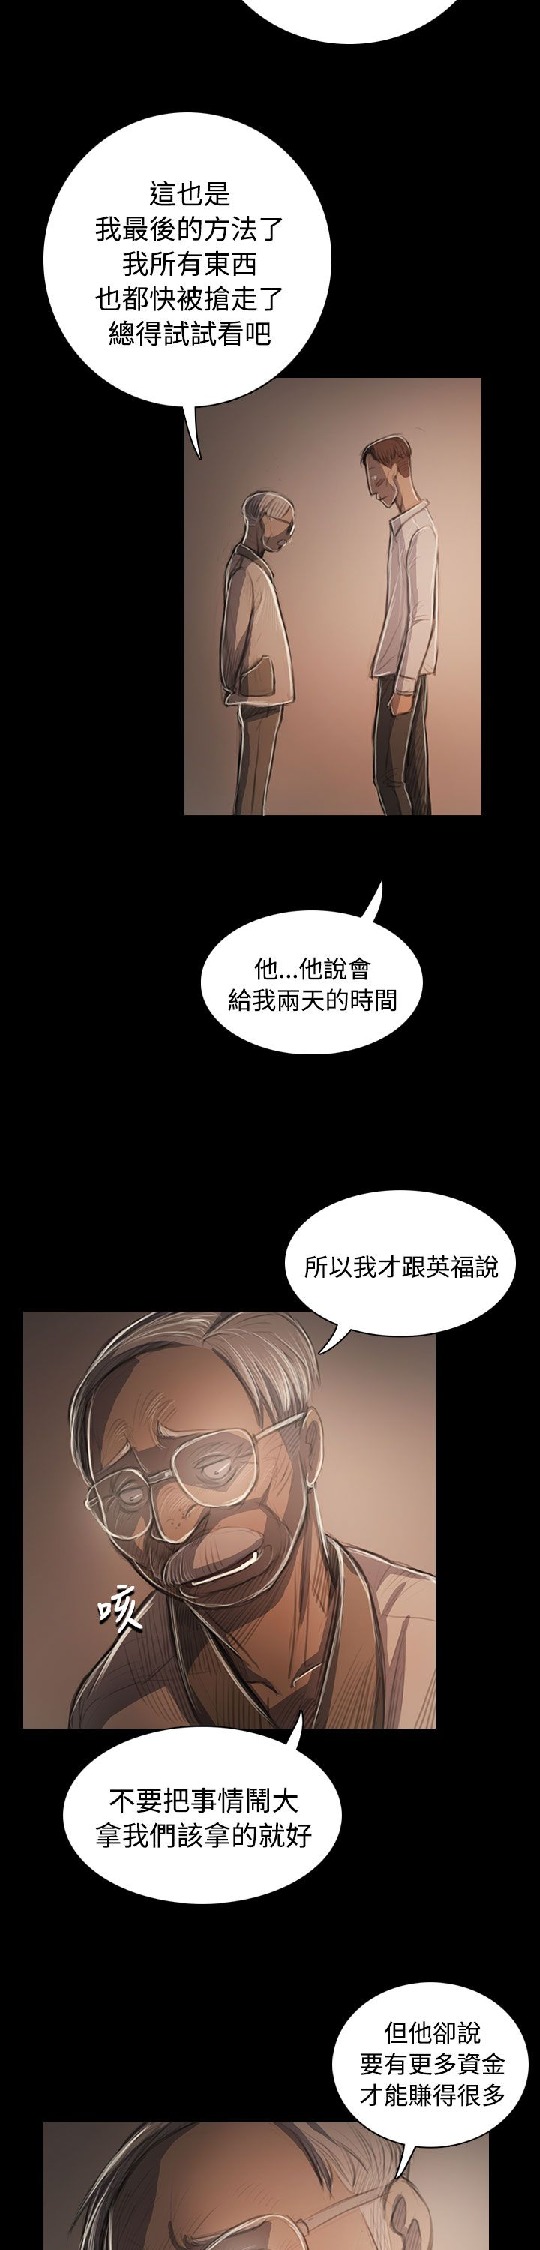 這也是
我最後的方法了
我所有東西
也都快被搶走了
總得試試看吧
他...他說會
給我兩天的時間
所以我才跟英福說
咳
不要把事情鬧大
拿我們該拿的就好
但他卻說
要有更多資金
才能賺得很多